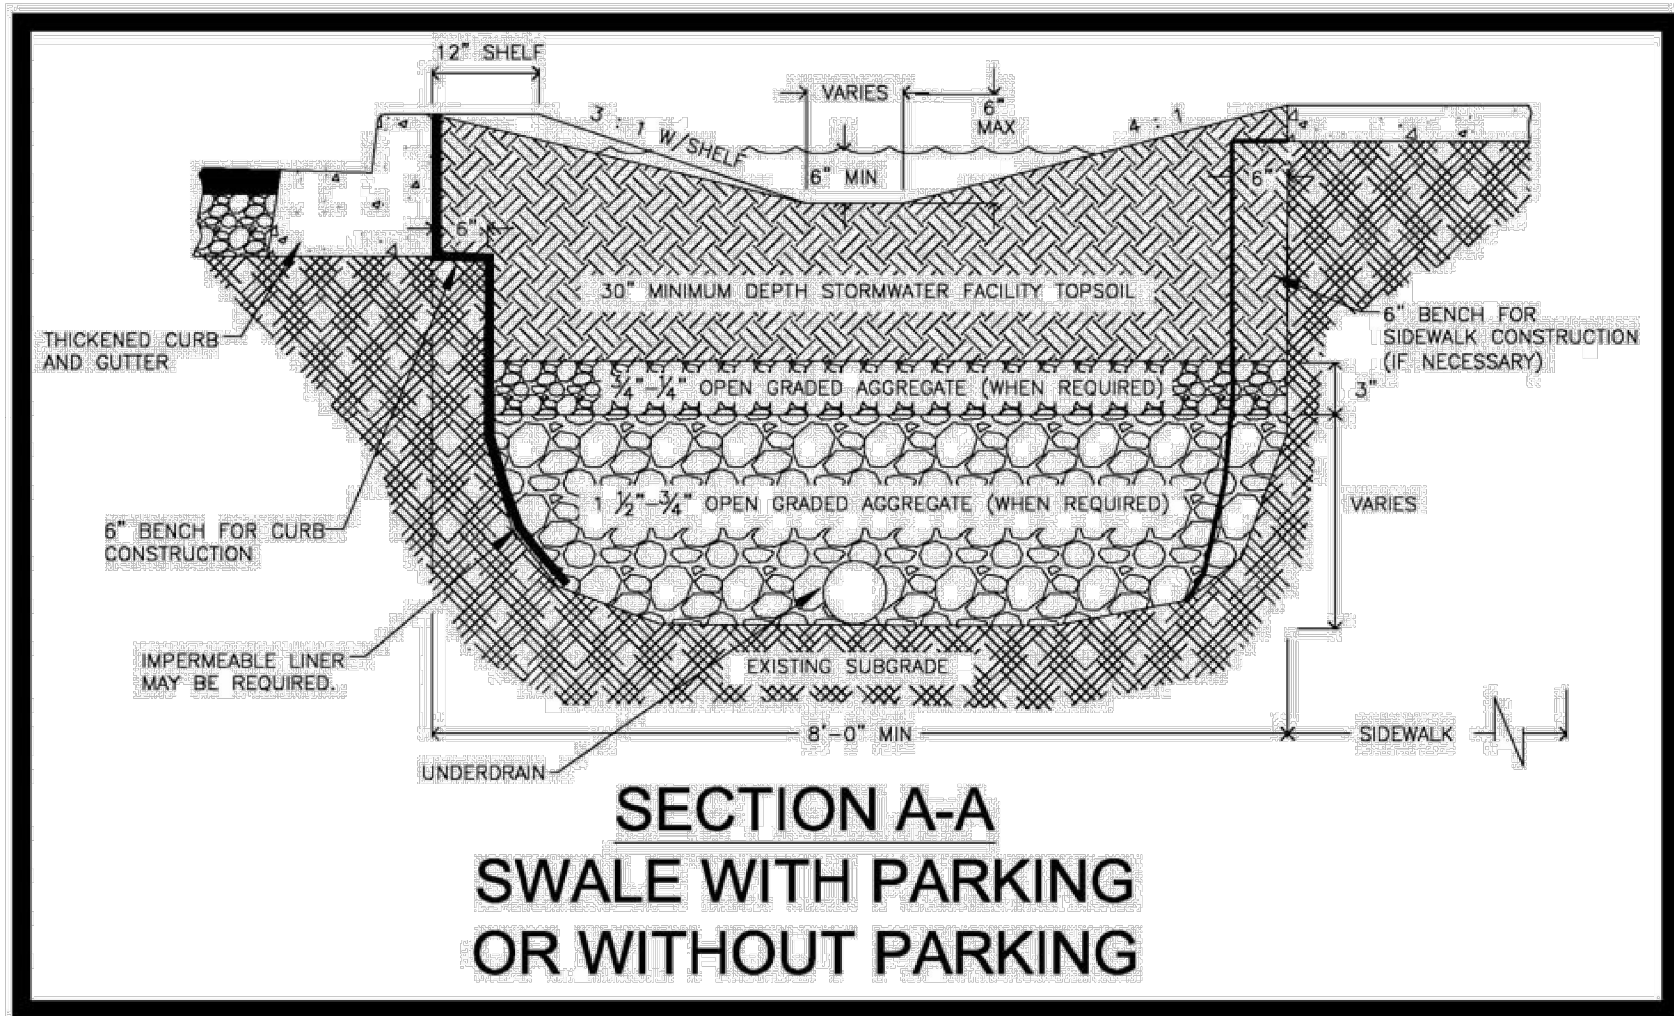 12" SHELF
VARIES
6"
MAX
3 : 1 W/SHELF
4 : 1
6" MIN
6"
6"
30" MINIMUM DEPTH STORMWATER FACILITY TOPSOIL
THICKENED CURB
AND GUTTER
6" BENCH FOR
SIDEWALK CONSTRUCTION
(IF NECESSARY)
3/4"-1/4" OPEN GRADED AGGREGATE (WHEN REQUIRED)
3"
1 1/2"-3/4" OPEN GRADED AGGREGATE (WHEN REQUIRED)
VARIES
6" BENCH FOR CURB
CONSTRUCTION
IMPERMEABLE LINER
MAY BE REQUIRED.
EXISTING SUBGRADE
8'-0" MIN
SIDEWALK
UNDERDRAIN
SECTION A-A
SWALE WITH PARKING
OR WITHOUT PARKING